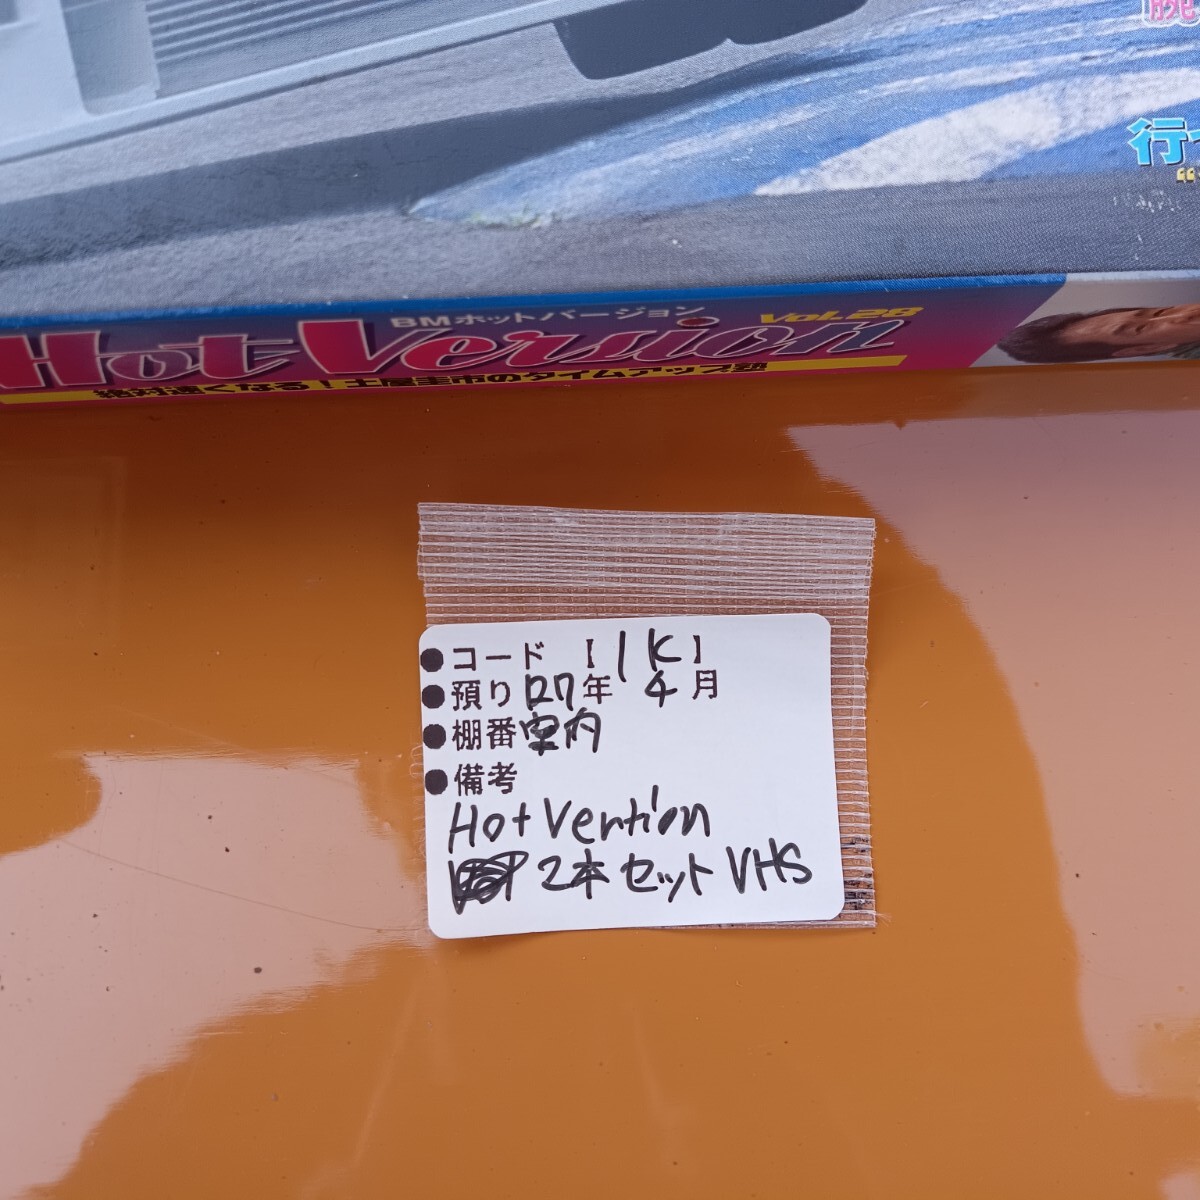 腕
行
BMホットバージョン
Hot Version Vol.28
絶対速くなる!土屋圭市のタイムアップ塾
●コード【1K】
●預り R7年 4月
●棚番 室内
●備考
Hot Vertion
2本セット VHS